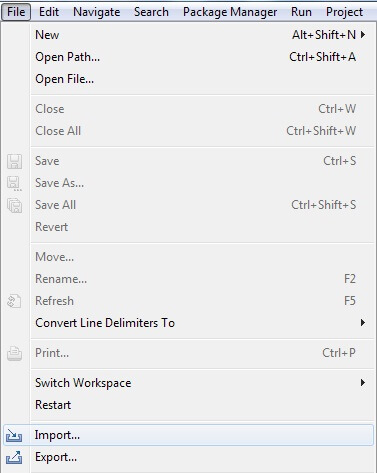 File Edit Navigate Search Package Manager Run Project
New Alt+Shift+N
Open Path... Ctrl+Shift+A
Open File...
Close Ctrl+W
Close All Ctrl+Shift+W
Save Ctrl+S
Save As...
Save All Ctrl+Shift+S
Revert
Move...
Rename... F2
Refresh F5
Convert Line Delimiters To
Print... Ctrl+P
Switch Workspace
Restart
Import...
Export...